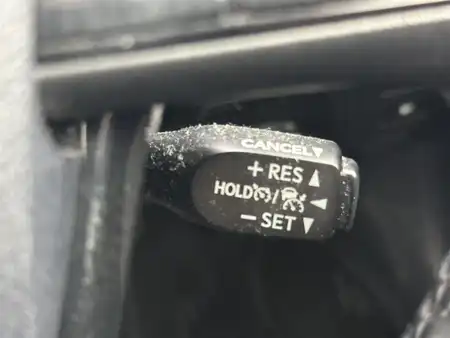 CANCEL▼
+ RES ▲
HOLD / ◄
− SET ▼